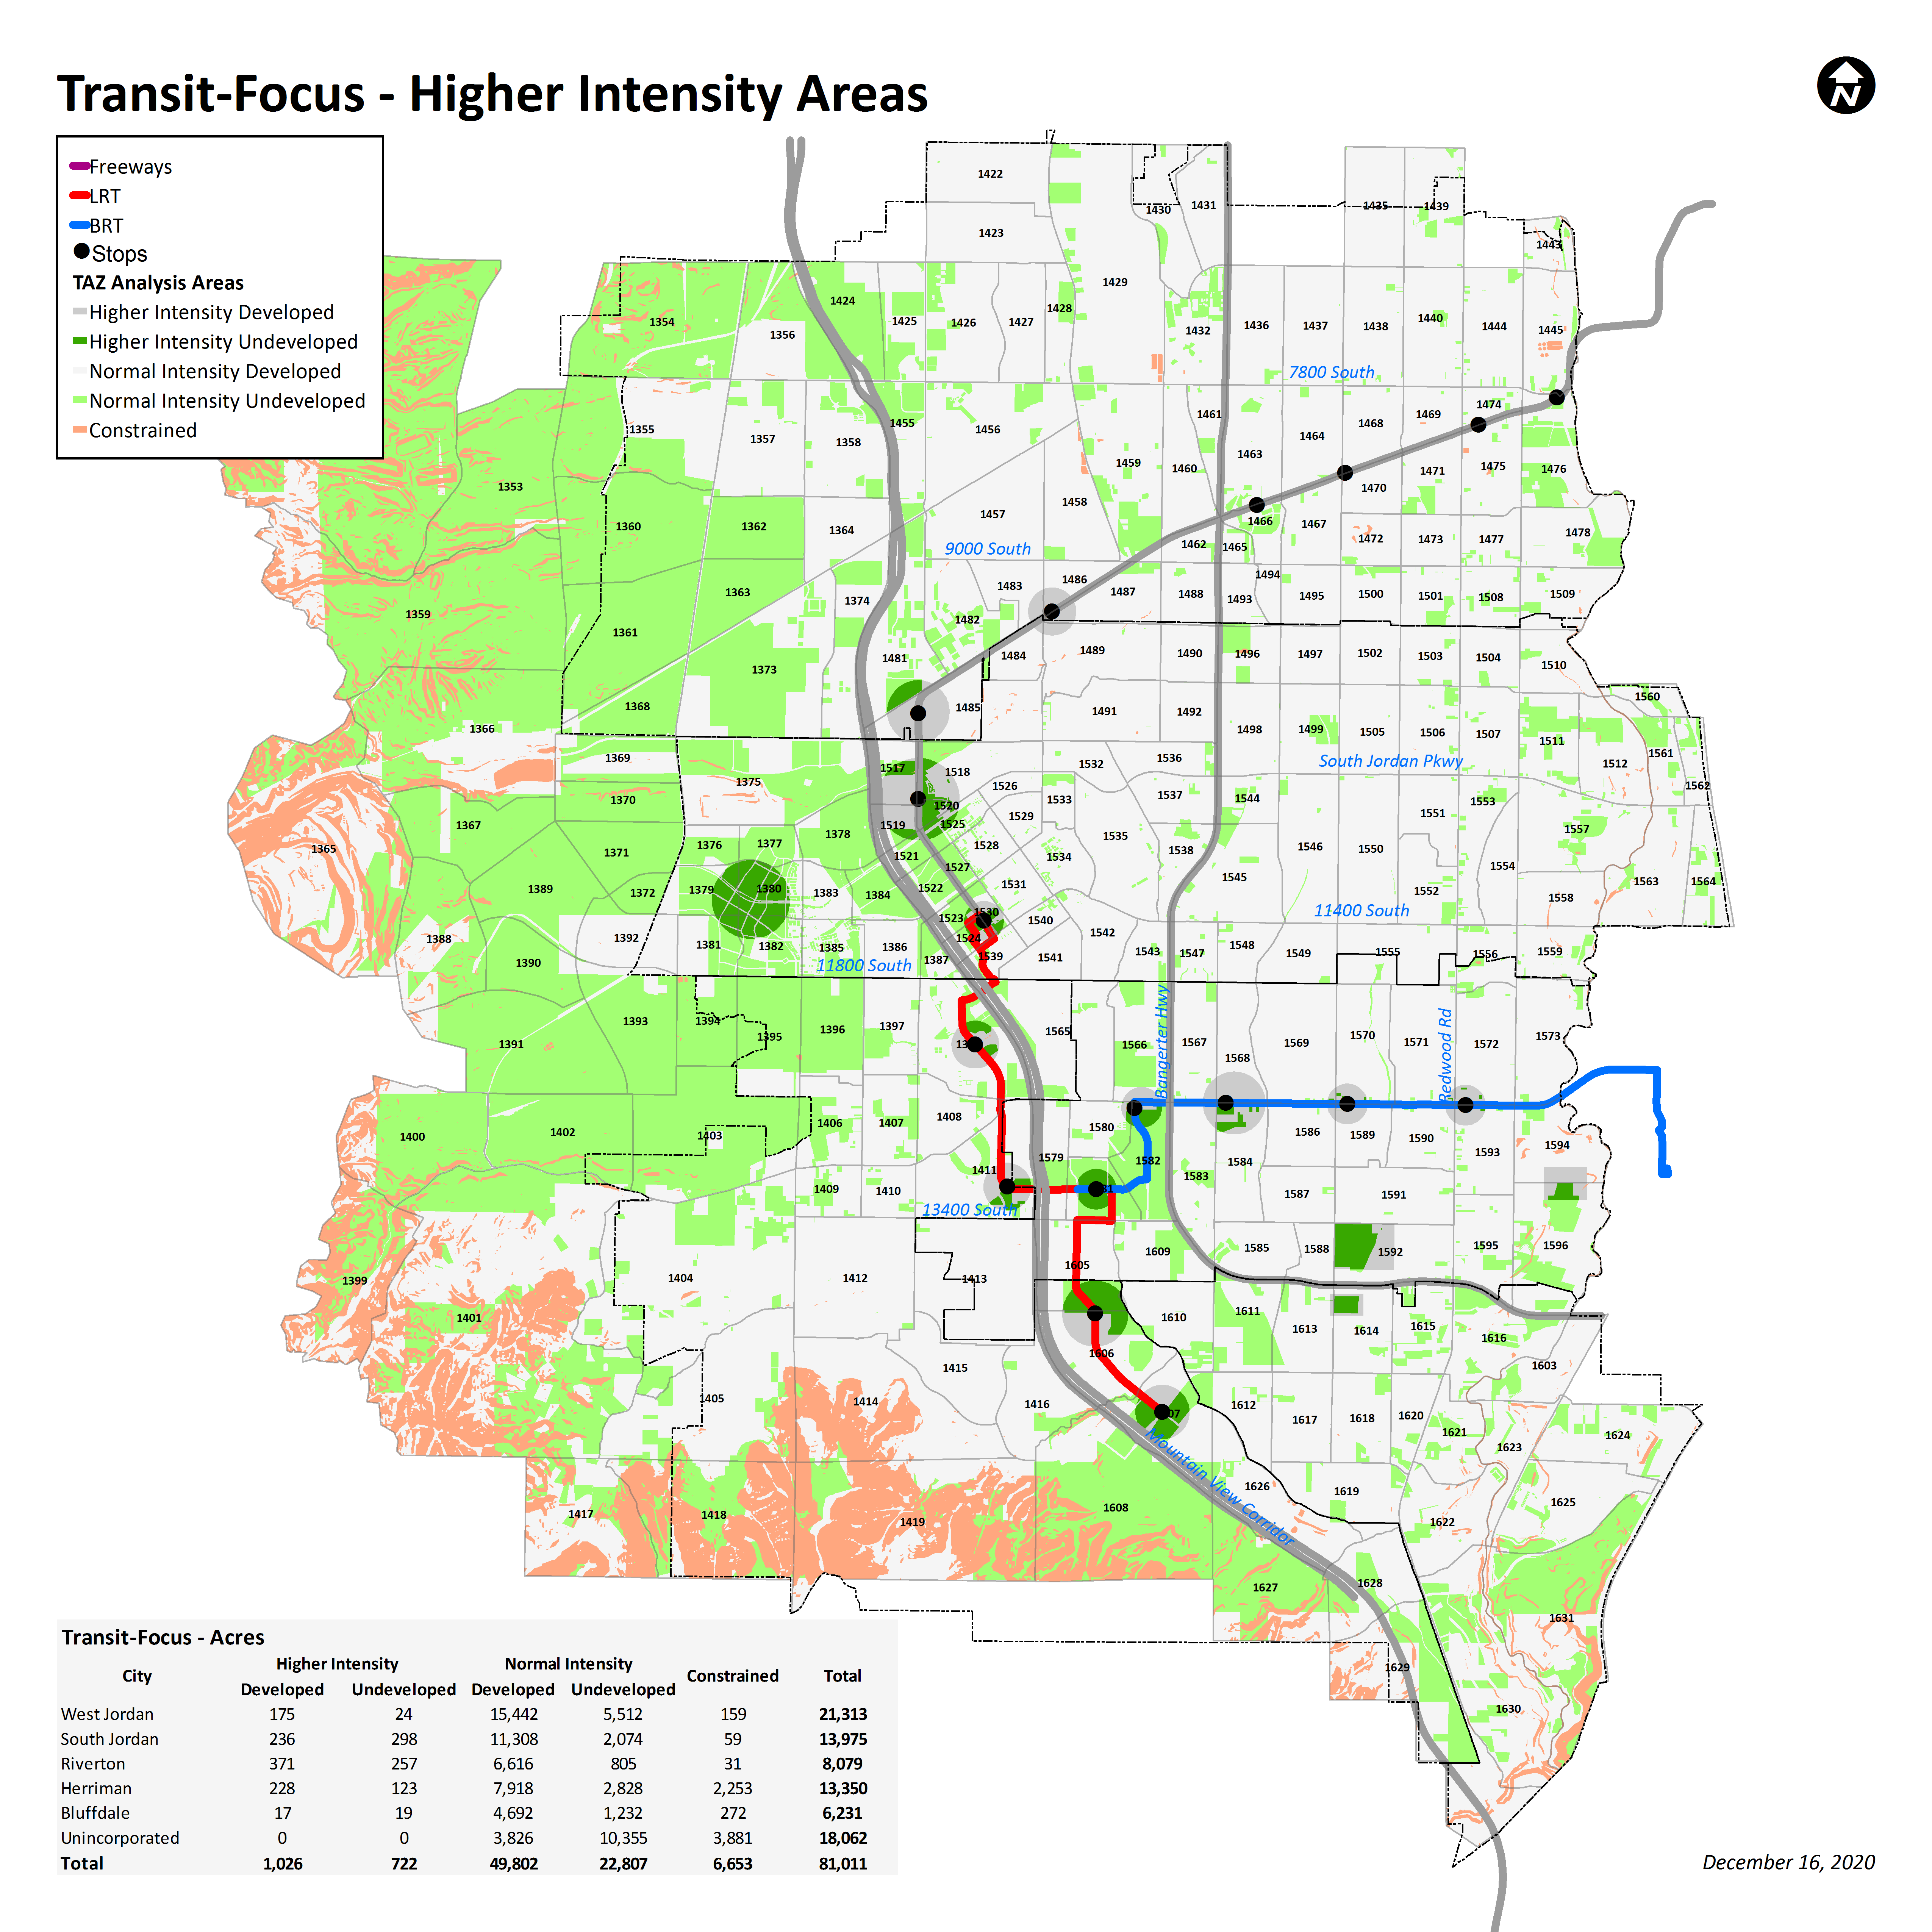 Transit-Focus - Higher Intensity Areas
N
Freeways
LRT
BRT
Stops
TAZ Analysis Areas
Higher Intensity Developed
Higher Intensity Undeveloped
Normal Intensity Developed
Normal Intensity Undeveloped
Constrained
1422
1430 1431
1435 1439
1423
1443
1429
1424
1428
1354
1356
1425 1426 1427
1432 1436 1437 1438 1440 1444 1445
7800 South
1474
1461
1469
1455
1468
1355
1357 1358
1456
1464
1463
1459 1460
1471 1475 1476
1353
1470
1458
1457
1466 1467
1360 1362 1364
1478
1472 1473 1477
9000 South
1462 1465
1486
1494
1483
1363
1487 1488 1493 1495 1500 1501 1508 1509
1374
1359
1482
1361
1481 1484 1489 1490 1496 1497 1502 1503 1504
1510
1373
1560
1368
1485
1491 1492
1366
1498 1499 1505 1506 1507
1511
1561
1369
1536
South Jordan Pkwy
1532
1512
1517 1518
1375
1526
1562
1370
1533
1537 1544
1553
1520
1551
1529
1367
1519 1525
1557
1378
1535
1376 1377
1528
1365
1371
1546 1550
1538
1521
1534
1527
1554
1545
1563 1564
1531
1389 1372 1379 1380 1383 1384 1522
1552
1558
11400 South
1530
1523
1540
1542
1388 1392
1524
1381 1382 1385 1386
1548
1543 1547 1549 1555 1556 1559
1539 1541
1387
1390
11800 South
1393 1394
1397
1396
1565
1395
1570
1573
1391
1566 1567 1569 1571 1572
1568
Bangerter Hwy
Redwood Rd
1408
1406 1407
1580
1402
1586 1589 1590
1400
1403
1594
1593
1579
1582 1584
1411
1583
1409 1410
1587 1591
13400 South
1585 1588 1592 1595 1596
1609
1605
1404 1412 1413
1399
1611
1401
1610
1613 1614 1615
1616
1606
1415
1603
1405
1414 1416
1612
1617 1618 1620
1621 1624
1623
Mountain View Corridor
1626
1619
1625
1608
1417 1418
1419
1622
1627 1628
1631
1629
1630
Transit-Focus - Acres
City Higher Intensity Normal Intensity Constrained Total
Developed Undeveloped Developed Undeveloped
West Jordan 175 24 15,442 5,512 159 21,313
South Jordan 236 298 11,308 2,074 59 13,975
Riverton 371 257 6,616 805 31 8,079
Herriman 228 123 7,918 2,828 2,253 13,350
Bluffdale 17 19 4,692 1,232 272 6,231
Unincorporated 0 0 3,826 10,355 3,881 18,062
Total 1,026 722 49,802 22,807 6,653 81,011
December 16, 2020